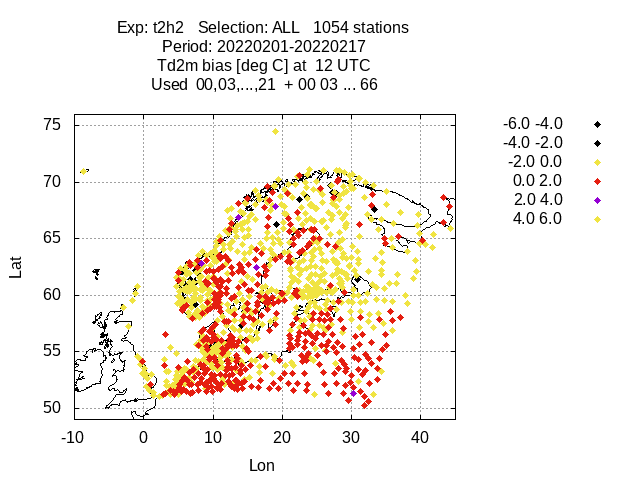 Exp: t2h2 Selection: ALL 1054 stations
Period: 20220201-20220217
Td2m bias [deg C] at 12 UTC
Used 00,03,...,21 + 00 03 ... 66
-6.0 -4.0
-4.0 -2.0
-2.0 0.0
0.0 2.0
2.0 4.0
4.0 6.0
75
70
65
60
55
50
Lat
-10 0 10 20 30 40
Lon